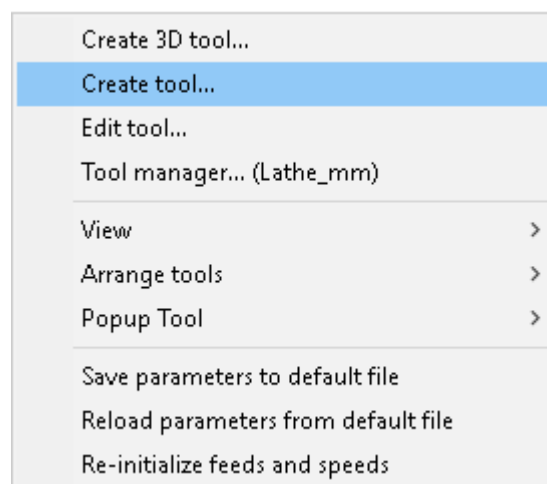 Create 3D tool...
Create tool...
Edit tool...
Tool manager... (Lathe_mm)
View
Arrange tools
Popup Tool
Save parameters to default file
Reload parameters from default file
Re-initialize feeds and speeds